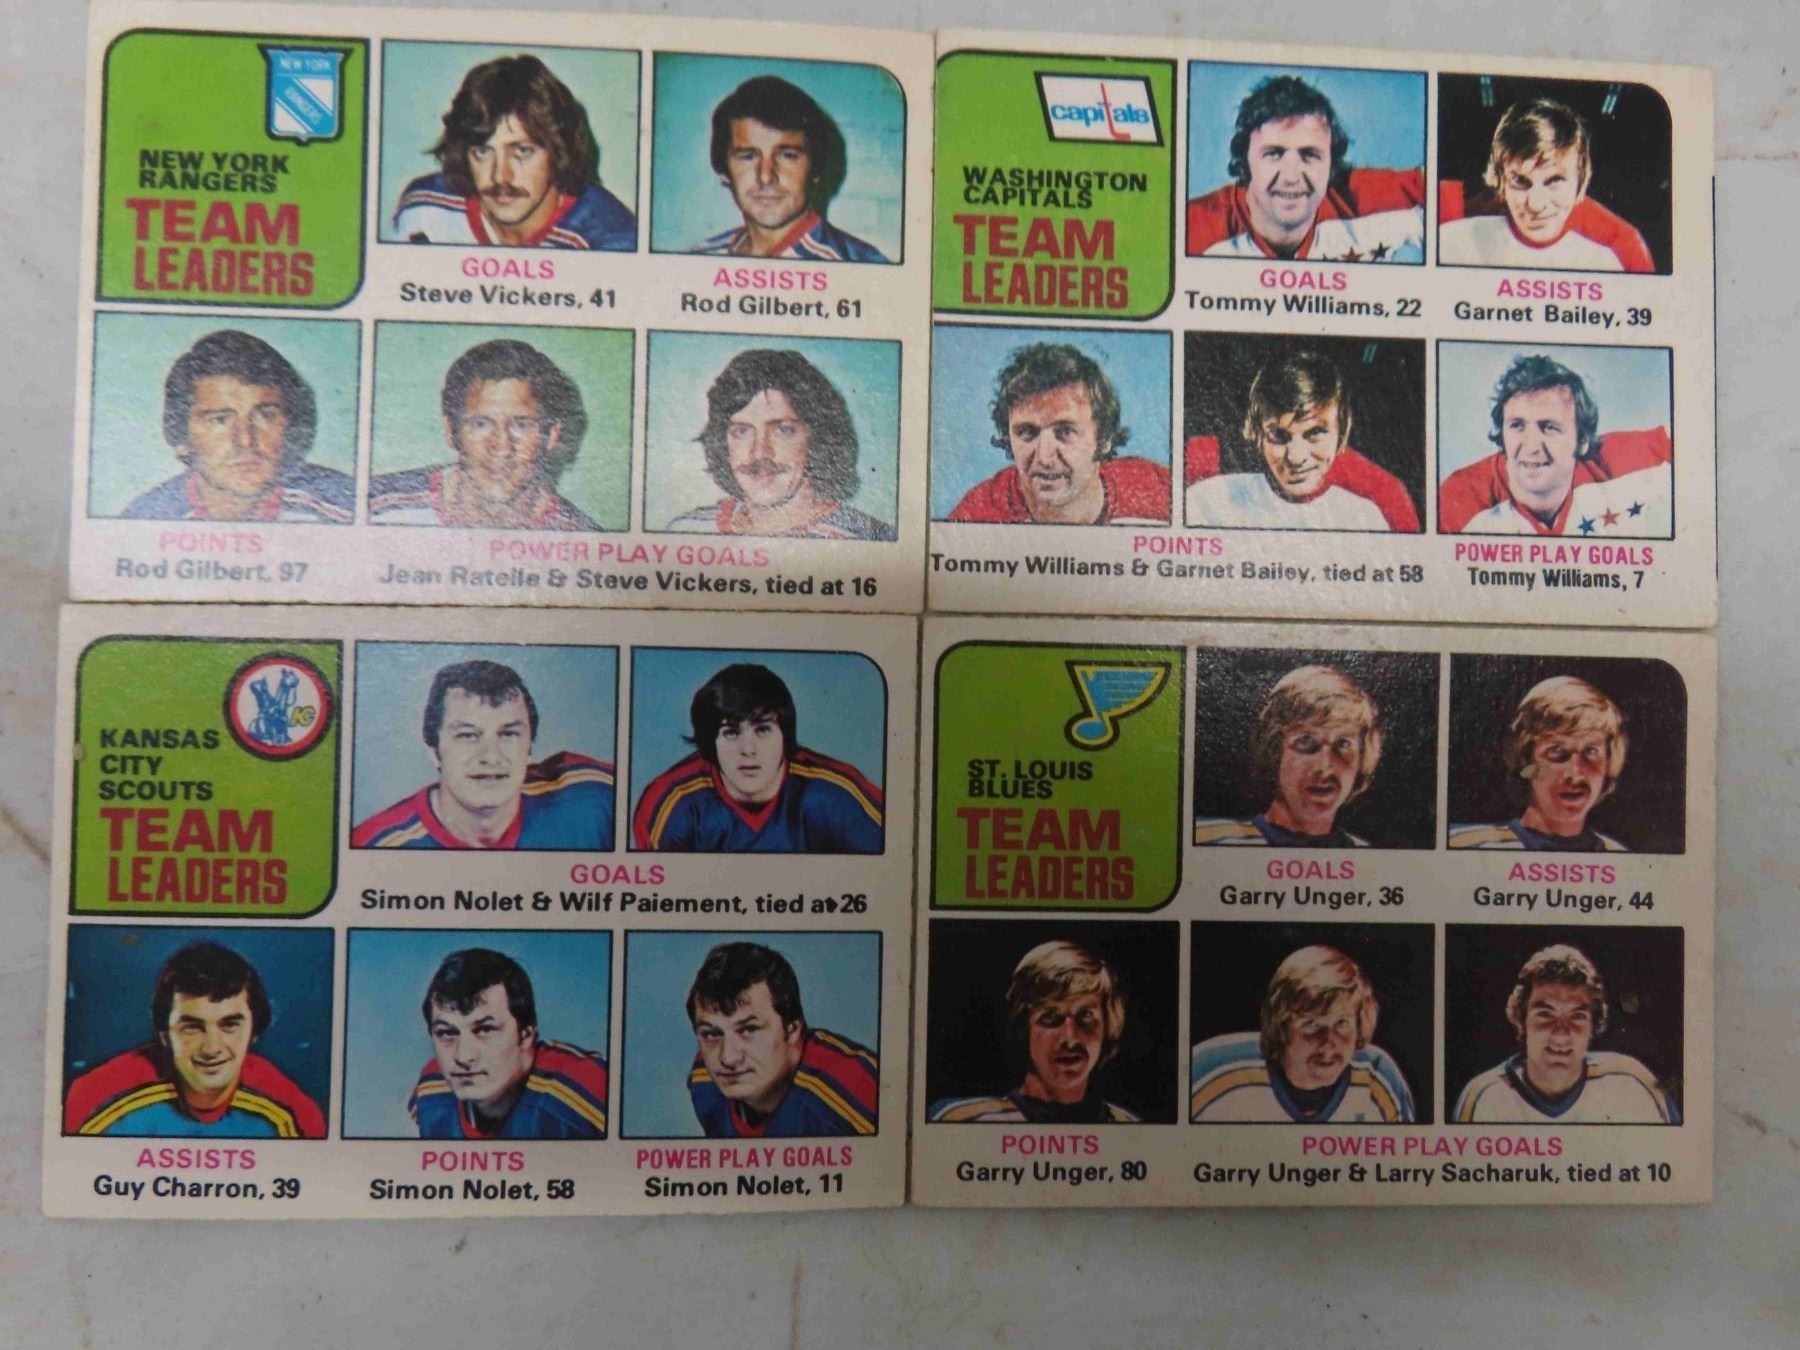 NEW YORK
RANGERS
NEW YORK
RANGERS
TEAM
LEADERS
GOALS
Steve Vickers, 41
ASSISTS
Rod Gilbert, 61
POINTS
Rod Gilbert, 97
POWER PLAY GOALS
Jean Ratelle & Steve Vickers, tied at 16
capitals
WASHINGTON
CAPITALS
TEAM
LEADERS
GOALS
Tommy Williams, 22
ASSISTS
Garnet Bailey, 39
POINTS
Tommy Williams & Garnet Bailey, tied at 58
POWER PLAY GOALS
Tommy Williams, 7
KC
KANSAS
CITY
SCOUTS
TEAM
LEADERS
GOALS
Simon Nolet & Wilf Paiement, tied at 26
ASSISTS
Guy Charron, 39
POINTS
Simon Nolet, 58
POWER PLAY GOALS
Simon Nolet, 11
ST. LOUIS
BLUES
TEAM
LEADERS
GOALS
Garry Unger, 36
ASSISTS
Garry Unger, 44
POINTS
Garry Unger, 80
POWER PLAY GOALS
Garry Unger & Larry Sacharuk, tied at 10